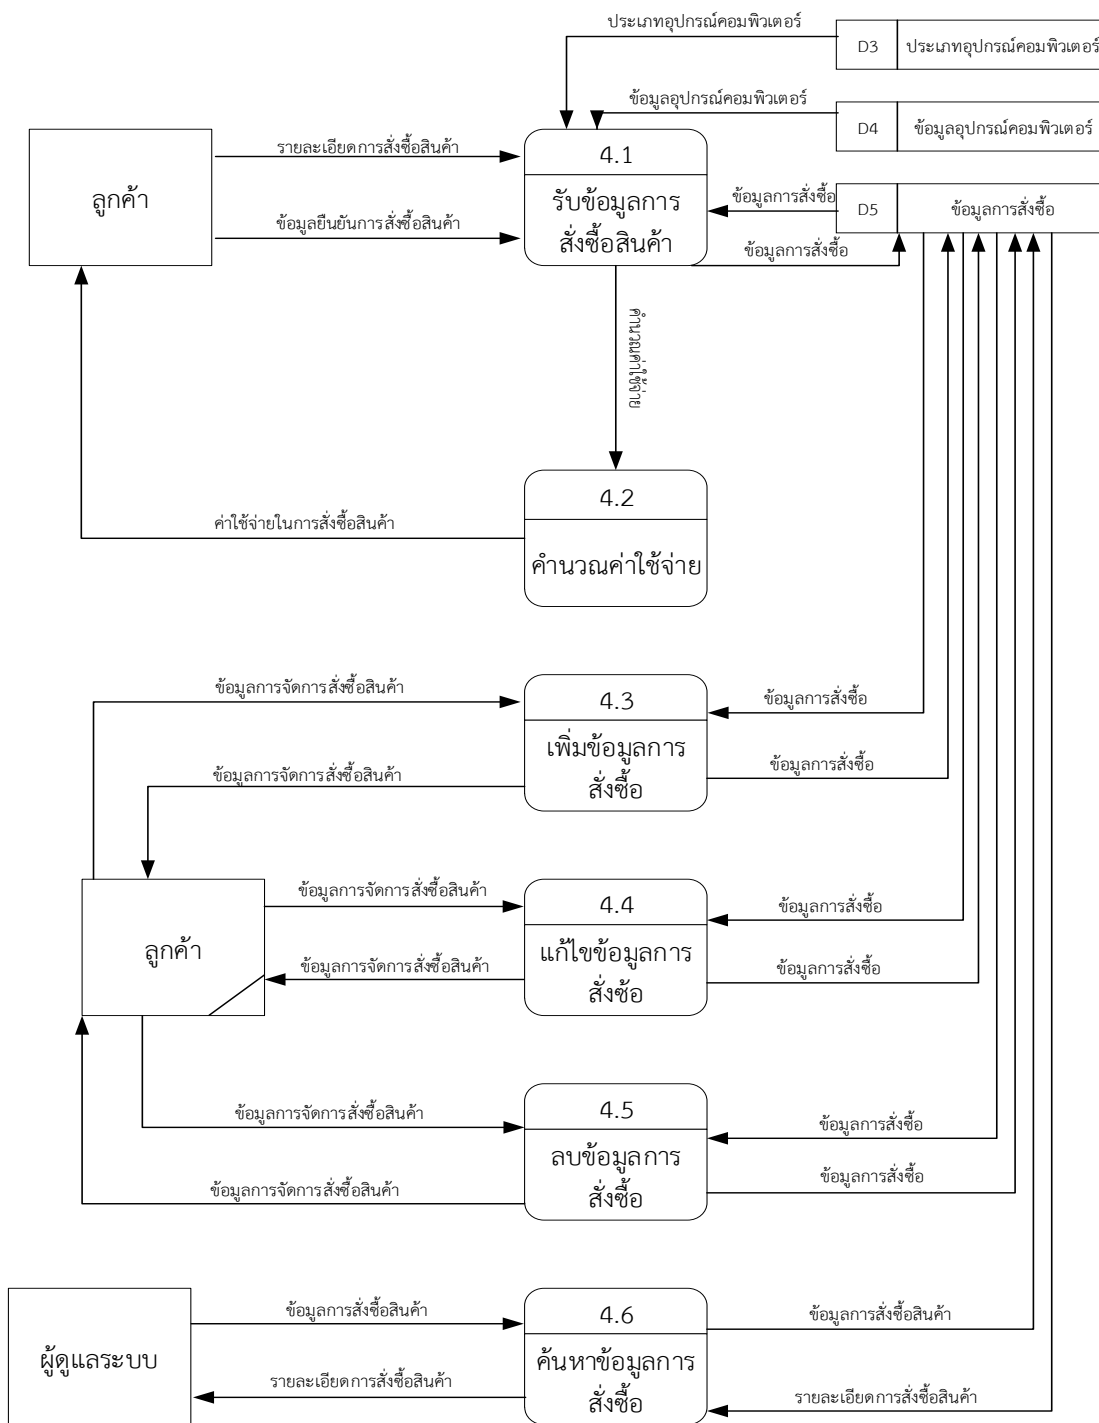 ประเภทอุปกรณ์คอมพิวเตอร์
D3
ประเภทอุปกรณ์คอมพิวเตอร์
ข้อมูลอุปกรณ์คอมพิวเตอร์
D4
ข้อมูลอุปกรณ์คอมพิวเตอร์
ลูกค้า
รายละเอียดการสั่งซื้อสินค้า
ข้อมูลยืนยันการสั่งซื้อสินค้า
4.1
รับข้อมูลการ
สั่งซื้อสินค้า
ข้อมูลการสั่งซื้อ
D5
ข้อมูลการสั่งซื้อ
ข้อมูลการสั่งซื้อ
คำนวณค่าใช้จ่าย
ค่าใช้จ่ายในการสั่งซื้อสินค้า
4.2
คำนวณค่าใช้จ่าย
ข้อมูลการจัดการสั่งซื้อสินค้า
4.3
เพิ่มข้อมูลการ
สั่งซื้อ
ข้อมูลการสั่งซื้อ
ข้อมูลการจัดการสั่งซื้อสินค้า
ข้อมูลการสั่งซื้อ
ลูกค้า
ข้อมูลการจัดการสั่งซื้อสินค้า
4.4
แก้ไขข้อมูลการ
สั่งซ้อ
ข้อมูลการสั่งซื้อ
ข้อมูลการจัดการสั่งซื้อสินค้า
ข้อมูลการสั่งซื้อ
ข้อมูลการจัดการสั่งซื้อสินค้า
4.5
ลบข้อมูลการ
สั่งซื้อ
ข้อมูลการสั่งซื้อ
ข้อมูลการจัดการสั่งซื้อสินค้า
ข้อมูลการสั่งซื้อ
ผู้ดูแลระบบ
ข้อมูลการสั่งซื้อสินค้า
4.6
ค้นหาข้อมูลการ
สั่งซื้อ
ข้อมูลการสั่งซื้อสินค้า
รายละเอียดการสั่งซื้อสินค้า
รายละเอียดการสั่งซื้อสินค้า